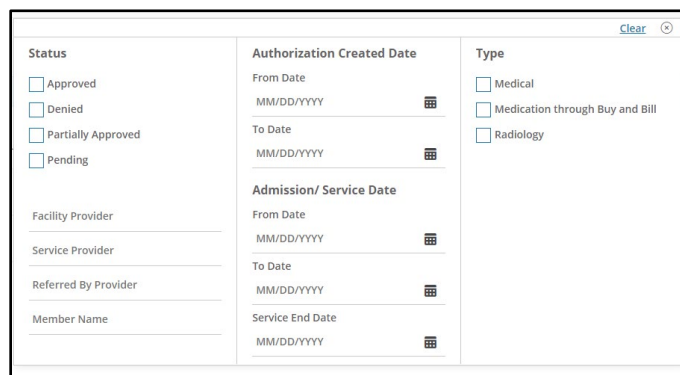 Clear
Status
Approved
Denied
Partially Approved
Pending
Facility Provider
Service Provider
Referred By Provider
Member Name
Authorization Created Date
From Date
MM/DD/YYYY
To Date
MM/DD/YYYY
Admission/ Service Date
From Date
MM/DD/YYYY
To Date
MM/DD/YYYY
Service End Date
MM/DD/YYYY
Type
Medical
Medication through Buy and Bill
Radiology